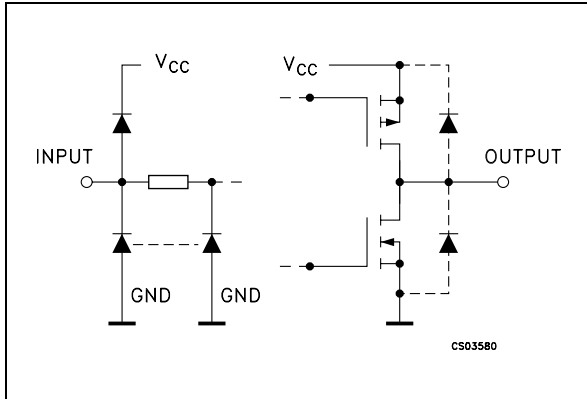 VCC
VCC
INPUT
OUTPUT
GND
GND
CS03580